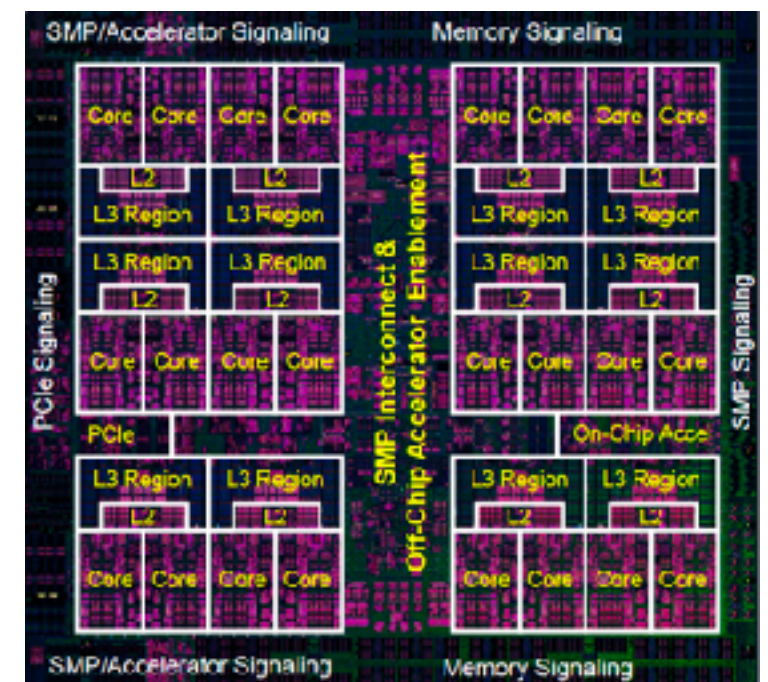 SMP/Accelerator Signaling Memory Signaling
Core Core Core Core Core Core Core Core
L2 L2 L2 L2
L3 Region L3 Region L3 Region L3 Region
L3 Region L3 Region L3 Region L3 Region
L2 L2 L2 L2
Core Core Core Core Core Core Core Core
PCIe On-Chip Acce
L3 Region L3 Region L3 Region L3 Region
L2 L2 L2 L2
Core Core Core Core Core Core Core Core
SMP/Accelerator Signaling Memory Signaling
PCIe Signaling
SMP Interconnect &
Off-Chip Accelerator Enablement
SMP Signaling